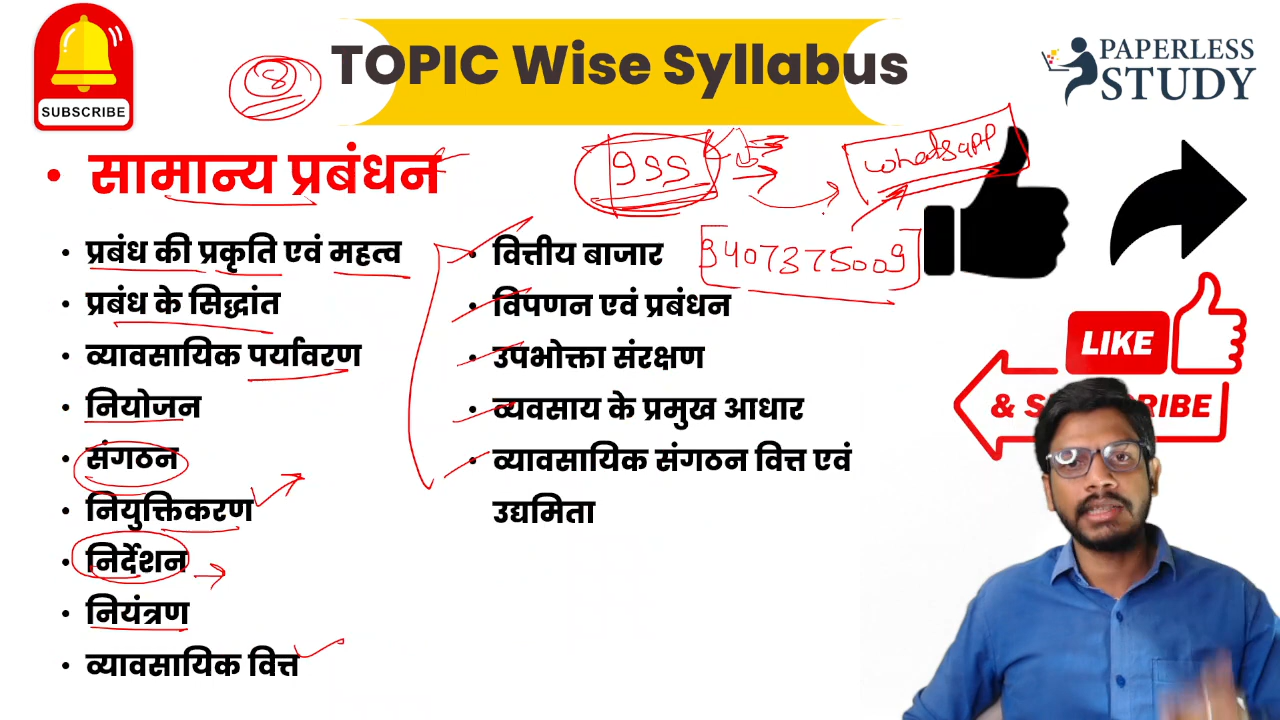 SUBSCRIBE
8
TOPIC Wise Syllabus
PAPERLESS
STUDY
• सामान्य प्रबंधन
999
whatsapp
9407375009
• प्रबंध की प्रकृति एवं महत्व
• प्रबंध के सिद्धांत
• व्यावसायिक पर्यावरण
• नियोजन
• संगठन
• नियुक्तिकरण
• निर्देशन
• नियंत्रण
• व्यावसायिक वित्त
• वित्तीय बाजार
• विपणन एवं प्रबंधन
• उपभोक्ता संरक्षण
• व्यवसाय के प्रमुख आधार
• व्यावसायिक संगठन वित्त एवं
उद्यमिता
LIKE